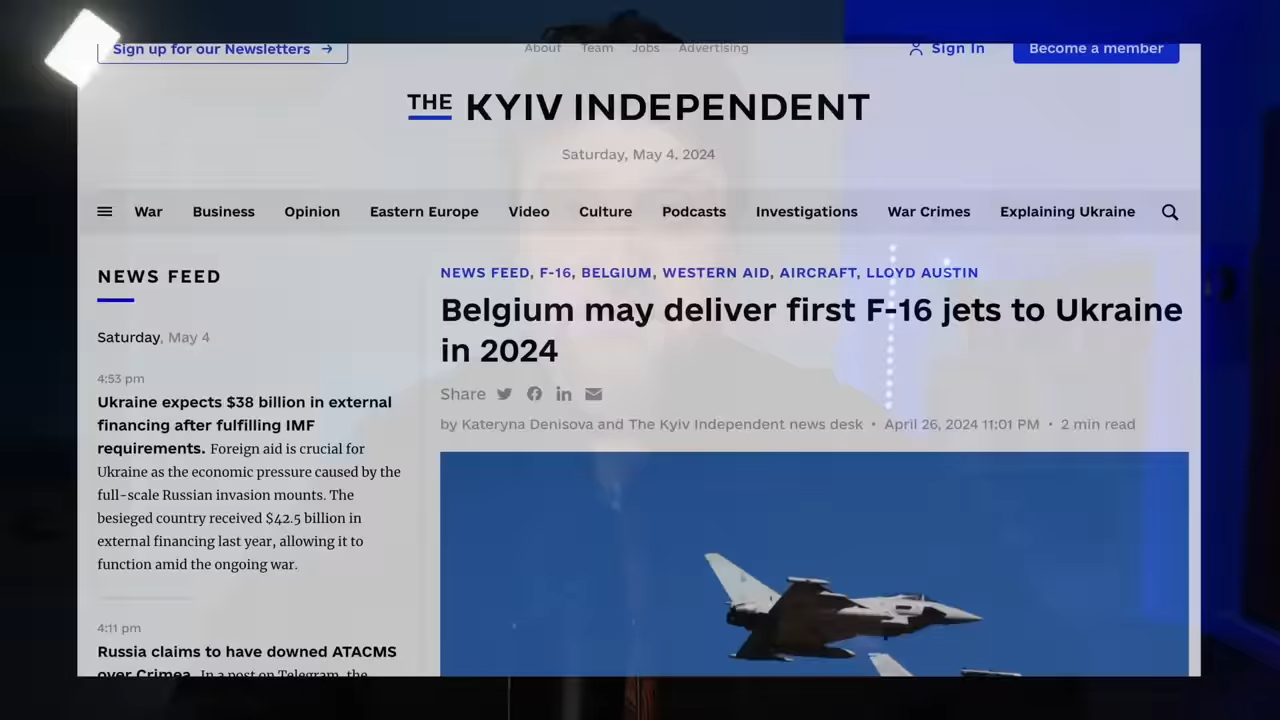 Sign up for our Newsletters →
About Team Jobs Advertising
Sign In
Become a member
THE KYIV INDEPENDENT
Saturday, May 4, 2024
War Business Opinion Eastern Europe Video Culture Podcasts Investigations War Crimes Explaining Ukraine
NEWS FEED
Saturday, May 4
4:53 pm
Ukraine expects $38 billion in external
financing after fulfilling IMF
requirements. Foreign aid is crucial for
Ukraine as the economic pressure caused by the
full-scale Russian invasion mounts. The
besieged country received $42.5 billion in
external financing last year, allowing it to
function amid the ongoing war.
4:11 pm
Russia claims to have downed ATACMS
over Crimea. In a post on Telegram, the
NEWS FEED, F-16, BELGIUM, WESTERN AID, AIRCRAFT, LLOYD AUSTIN
Belgium may deliver first F-16 jets to Ukraine
in 2024
Share
by Kateryna Denisova and The Kyiv Independent news desk • April 26, 2024 11:01 PM • 2 min read